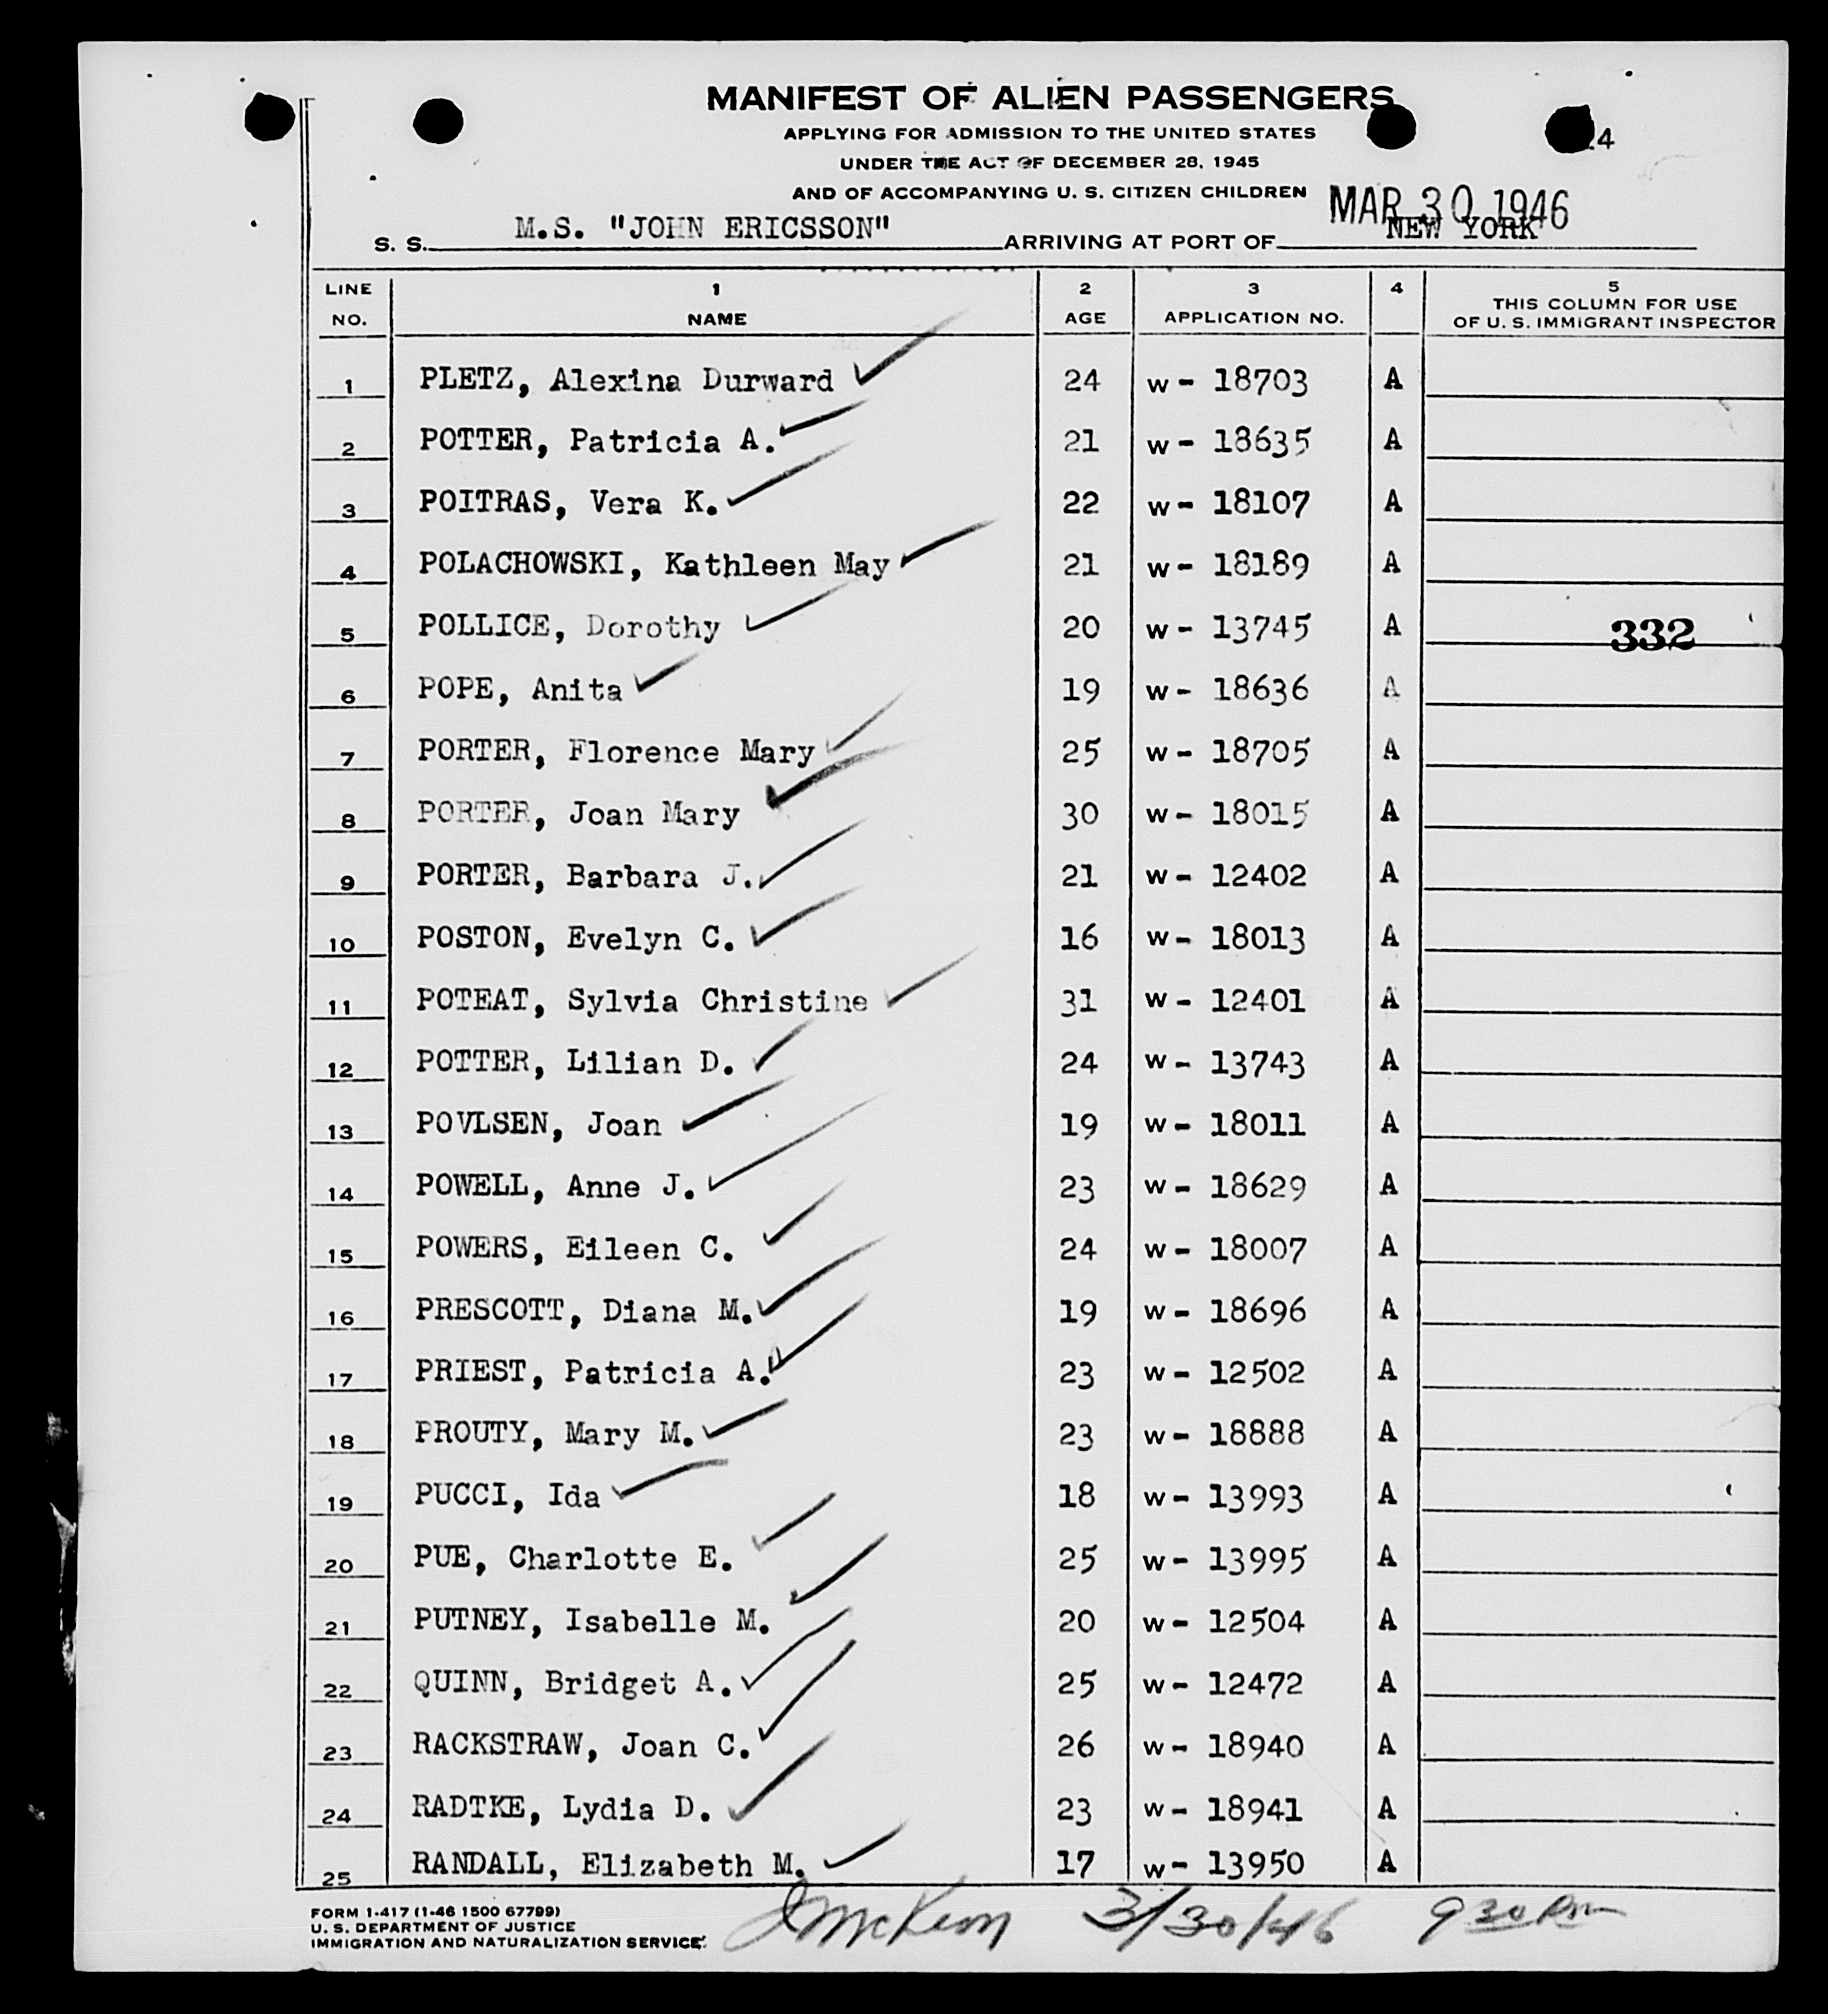 MANIFEST OF ALIEN PASSENGERS
APPLYING FOR ADMISSION TO THE UNITED STATES
UNDER THE ACT OF DECEMBER 28, 1945
AND OF ACCOMPANYING U. S. CITIZEN CHILDREN
4
MAR 30 1946
S. S. M.S. "JOHN ERICSSON" ARRIVING AT PORT OF NEW YORK
LINE NO. 1 NAME 2 AGE 3 APPLICATION NO. 4 5 THIS COLUMN FOR USE OF U. S. IMMIGRANT INSPECTOR
1 PLETZ, Alexina Durward 24 W- 18703 A
2 POTTER, Patricia A. 21 W- 18635 A
3 POITRAS, Vera K. 22 W- 18107 A
4 POLACHOWSKI, Kathleen May 21 W- 18189 A
5 POLLICE, Dorothy 20 W- 13745 A 332
6 POPE, Anita 19 W- 18636 A
7 PORTER, Florence Mary 25 W- 18705 A
8 PORTER, Joan Mary 30 W- 18015 A
9 PORTER, Barbara J. 21 W- 12402 A
10 POSTON, Evelyn C. 16 W- 18013 A
11 POTEAT, Sylvia Christine 31 W- 12401 A
12 POTTER, Lilian D. 24 W- 13743 A
13 POVLSEN, Joan 19 W- 18011 A
14 POWELL, Anne J. 23 W- 18629 A
15 POWERS, Eileen C. 24 W- 18007 A
16 PRESCOTT, Diana M. 19 W- 18696 A
17 PRIEST, Patricia A. 23 W- 12502 A
18 PROUTY, Mary M. 23 W- 18888 A
19 PUCCI, Ida 18 W- 13993 A
20 PUE, Charlotte E. 25 W- 13995 A
21 PUTNEY, Isabelle M. 20 W- 12504 A
22 QUINN, Bridget A. 25 W- 12472 A
23 RACKSTRAW, Joan C. 26 W- 18940 A
24 RADTKE, Lydia D. 23 W- 18941 A
25 RANDALL, Elizabeth M. 17 W- 13950 A
FORM I-417 (1-46 1500 67799)
U. S. DEPARTMENT OF JUSTICE
IMMIGRATION AND NATURALIZATION SERVICE
3/30/46 9 30 Pm